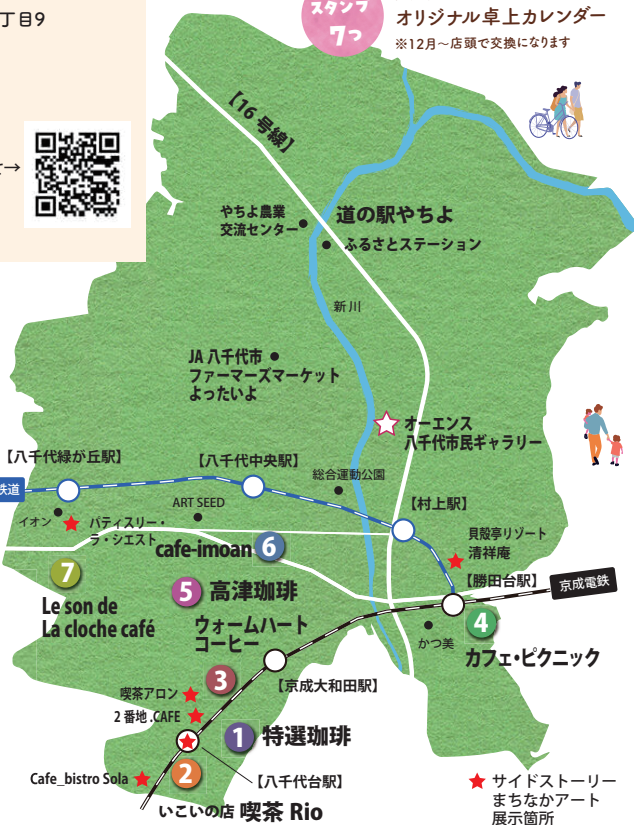 丁目9
スタンプ
7つ
オリジナル卓上カレンダー
※12月〜店頭で交換になります
【16号線】
やちよ農業
交流センター
道の駅やちよ
ふるさとステーション
新川
JA 八千代市
ファーマーズマーケット
よったいよ
オーエンス
八千代市民ギャラリー
【八千代緑が丘駅】
【八千代中央駅】
総合運動公園
鉄道
イオン
パティスリー・
ラ・シエスト
ART SEED
【村上駅】
貝殻亭リゾート
清祥庵
cafe-imoan 6
7
Le son de
La cloche café
5 高津珈琲
【勝田台駅】
京成電鉄
4
かつ美
カフェ・ピクニック
ウォームハート
コーヒー
3
【京成大和田駅】
喫茶アロン
2番地.CAFE
1 特選珈琲
2
【八千代台駅】
Cafe_bistro Sola
いこいの店 喫茶 Rio
サイドストーリー
まちなかアート
展示箇所